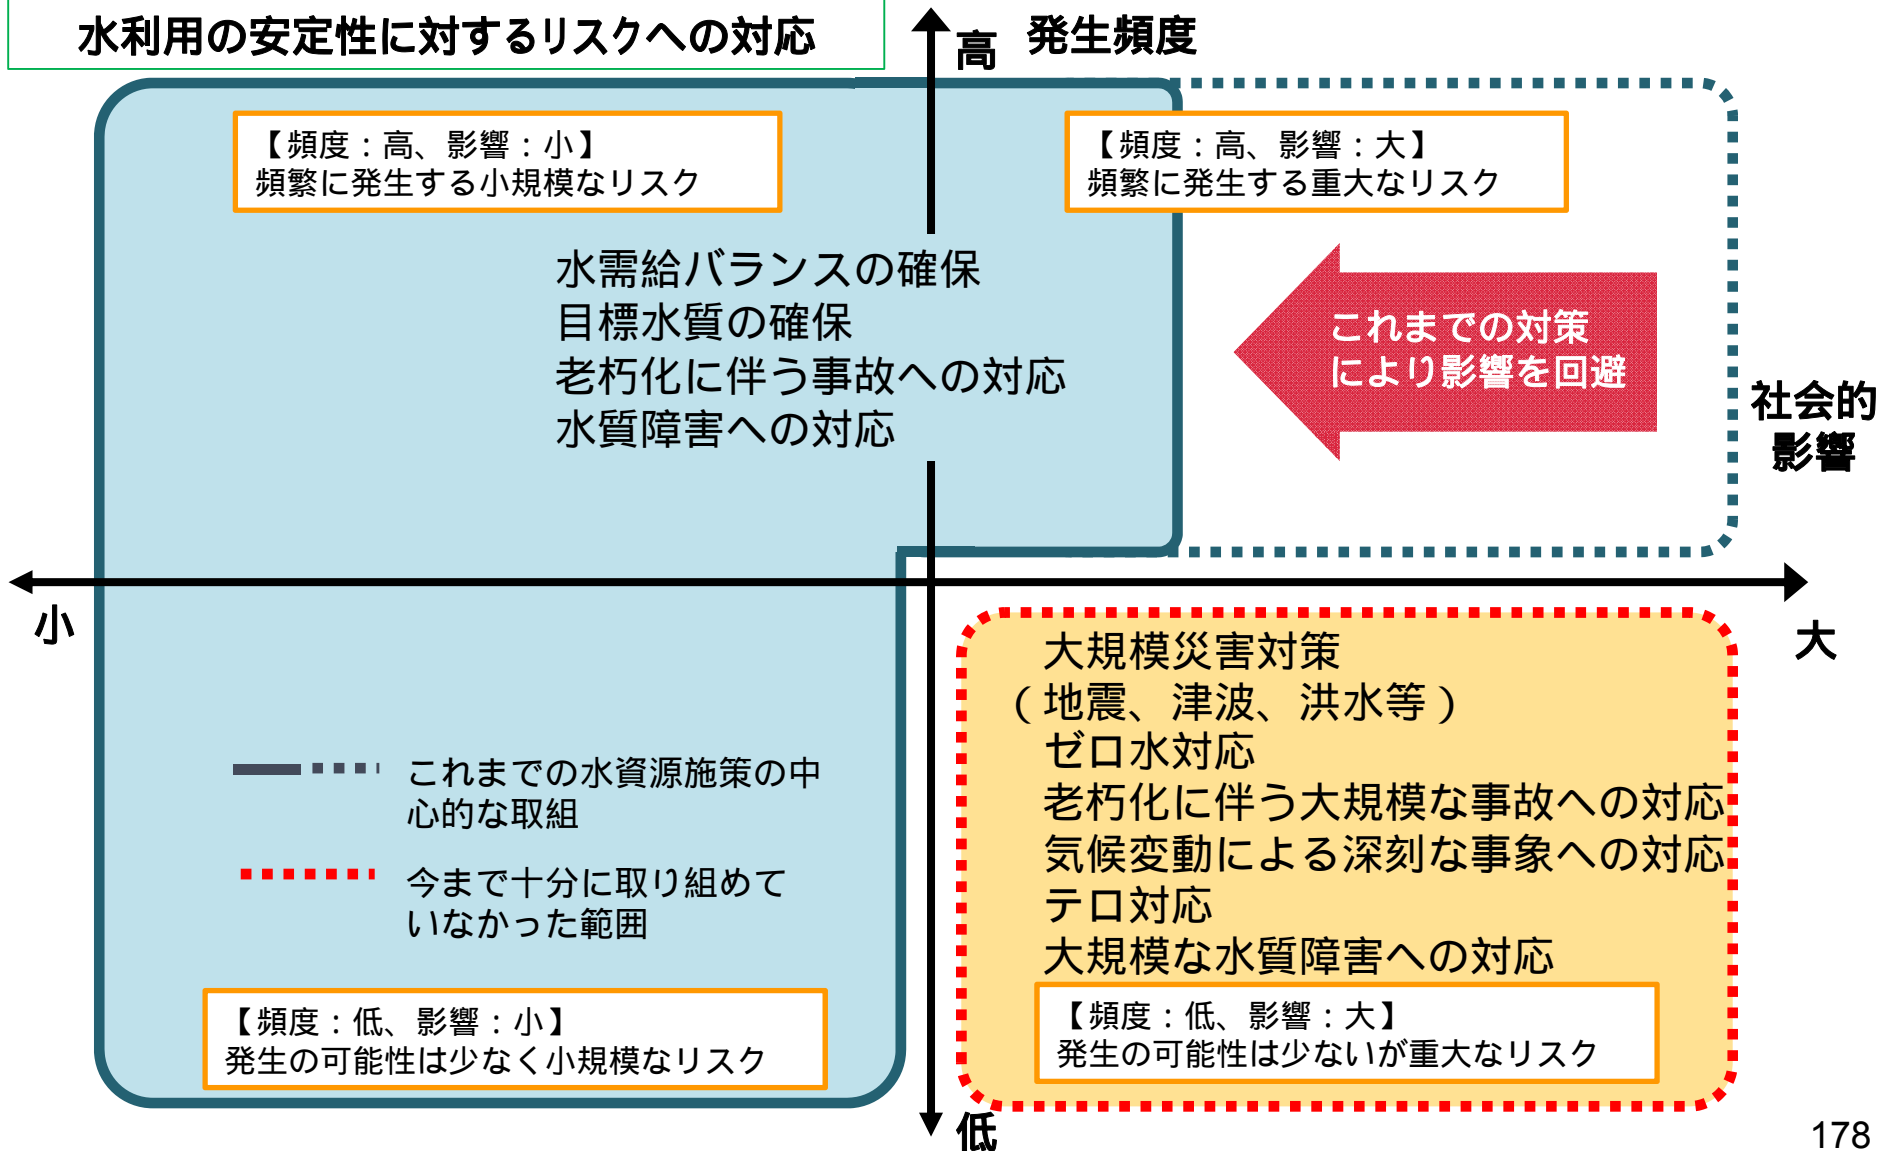 水利用の安定性に対するリスクへの対応
高
発生頻度
【頻度：高、影響：小】
頻繁に発生する小規模なリスク
【頻度：高、影響：大】
頻繁に発生する重大なリスク
水需給バランスの確保
目標水質の確保
老朽化に伴う事故への対応
水質障害への対応
これまでの対策
により影響を回避
社会的
影響
小
大
大規模災害対策
（地震、津波、洪水等）
ゼロ水対応
老朽化に伴う大規模な事故への対応
気候変動による深刻な事象への対応
テロ対応
大規模な水質障害への対応
これまでの水資源施策の中
心的な取組
今まで十分に取り組めて
いなかった範囲
【頻度：低、影響：小】
発生の可能性は少なく小規模なリスク
【頻度：低、影響：大】
発生の可能性は少ないが重大なリスク
低
178